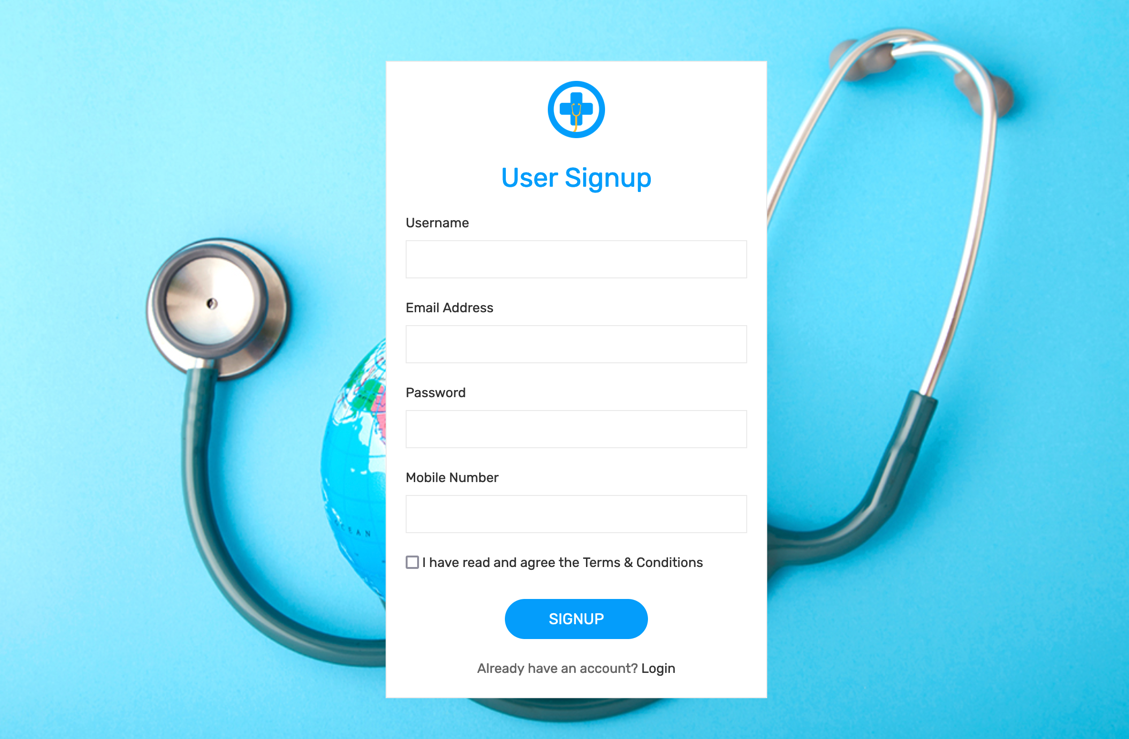 User Signup
Username
Email Address
Password
Mobile Number
I have read and agree the Terms & Conditions
SIGNUP
Already have an account? Login